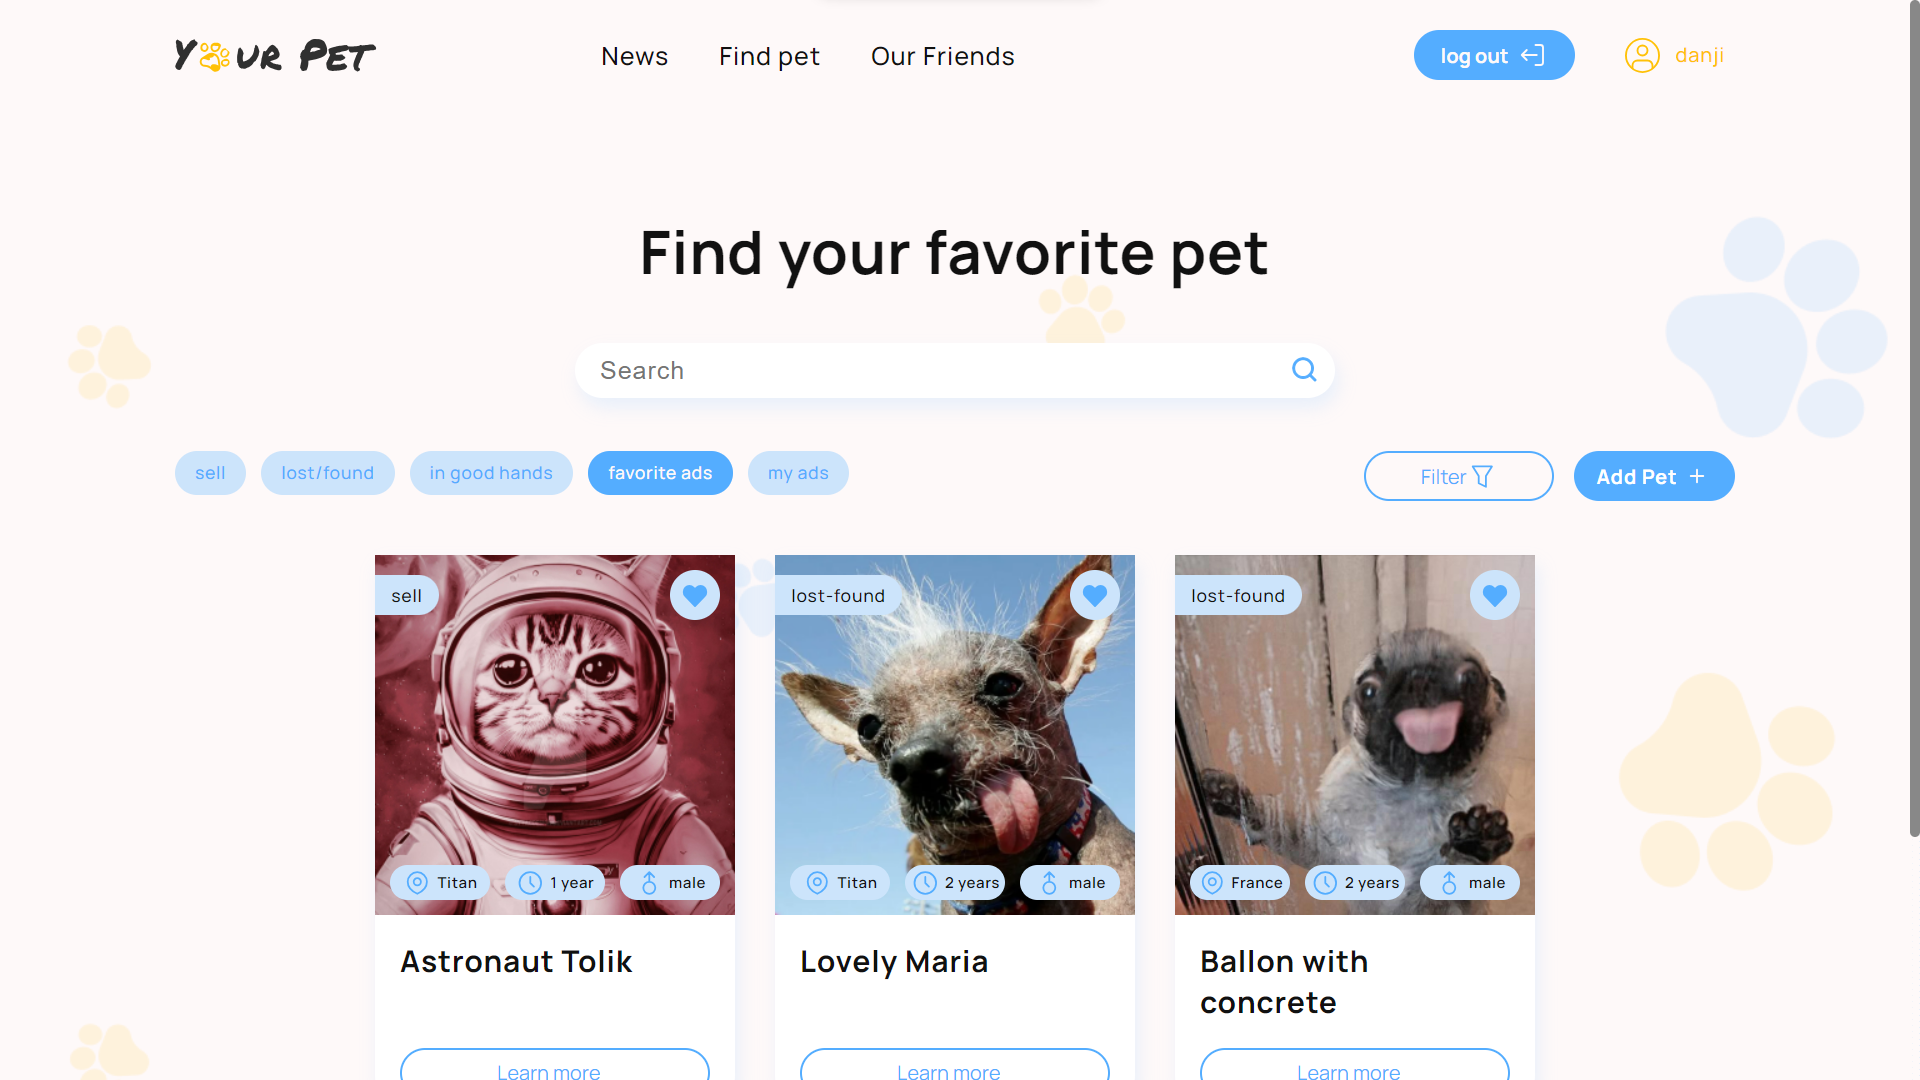 Your Pet
News
Find pet
Our Friends
log out
danji
Find your favorite pet
Search
sell
lost/found
in good hands
favorite ads
my ads
Filter
Add Pet +
sell
lost-found
lost-found
Titan
1 year
male
Titan
2 years
male
France
2 years
male
Astronaut Tolik
Lovely Maria
Ballon with
concrete
Learn more
Learn more
Learn more